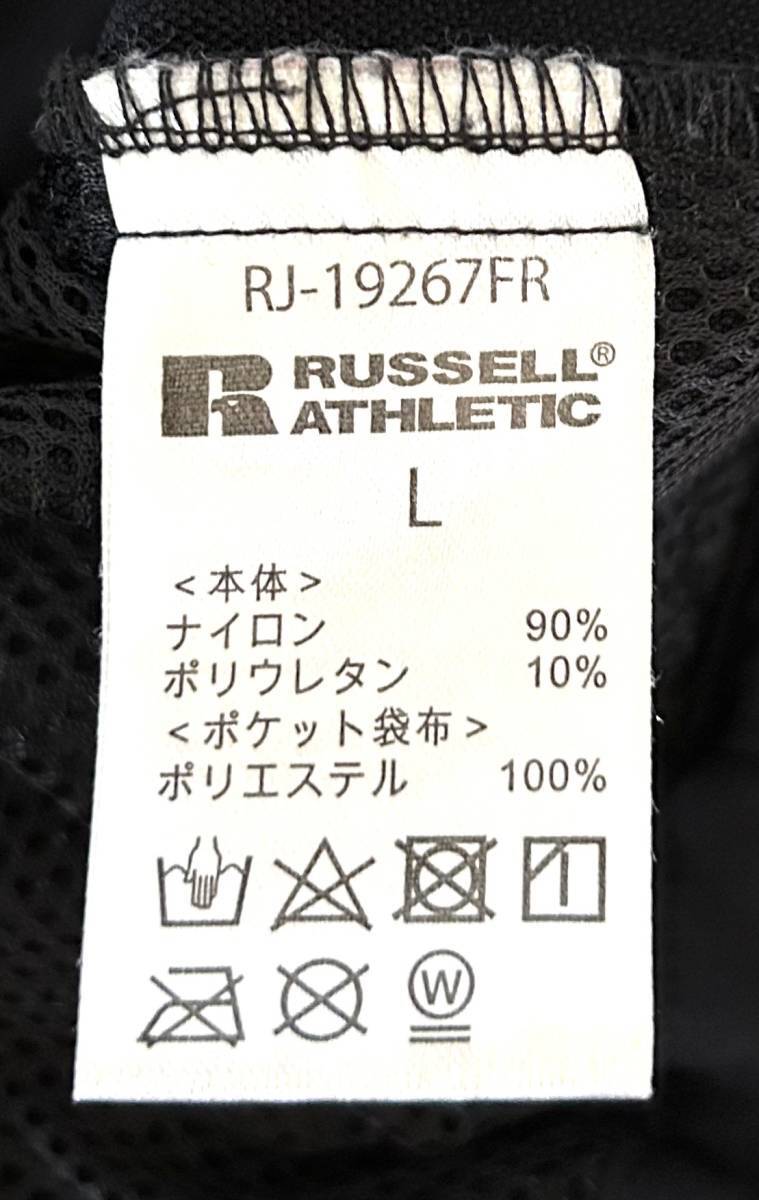 RJ-19267FR
RUSSELL®
ATHLETIC
L
<本体>
ナイロン 90%
ポリウレタン 10%
<ポケット袋布>
ポリエステル 100%
W